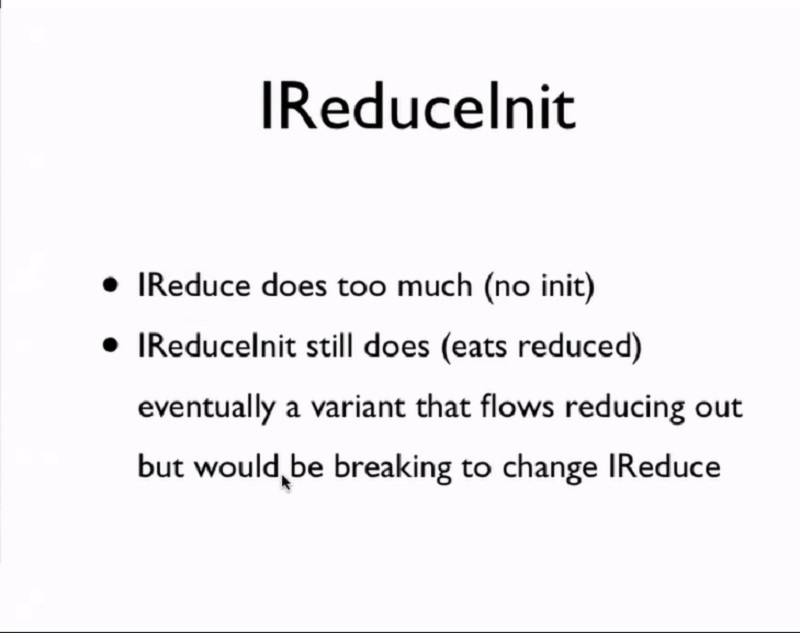 IReduceInit
• IReduce does too much (no init)
• IReduceInit still does (eats reduced)
eventually a variant that flows reducing out
but would be breaking to change IReduce